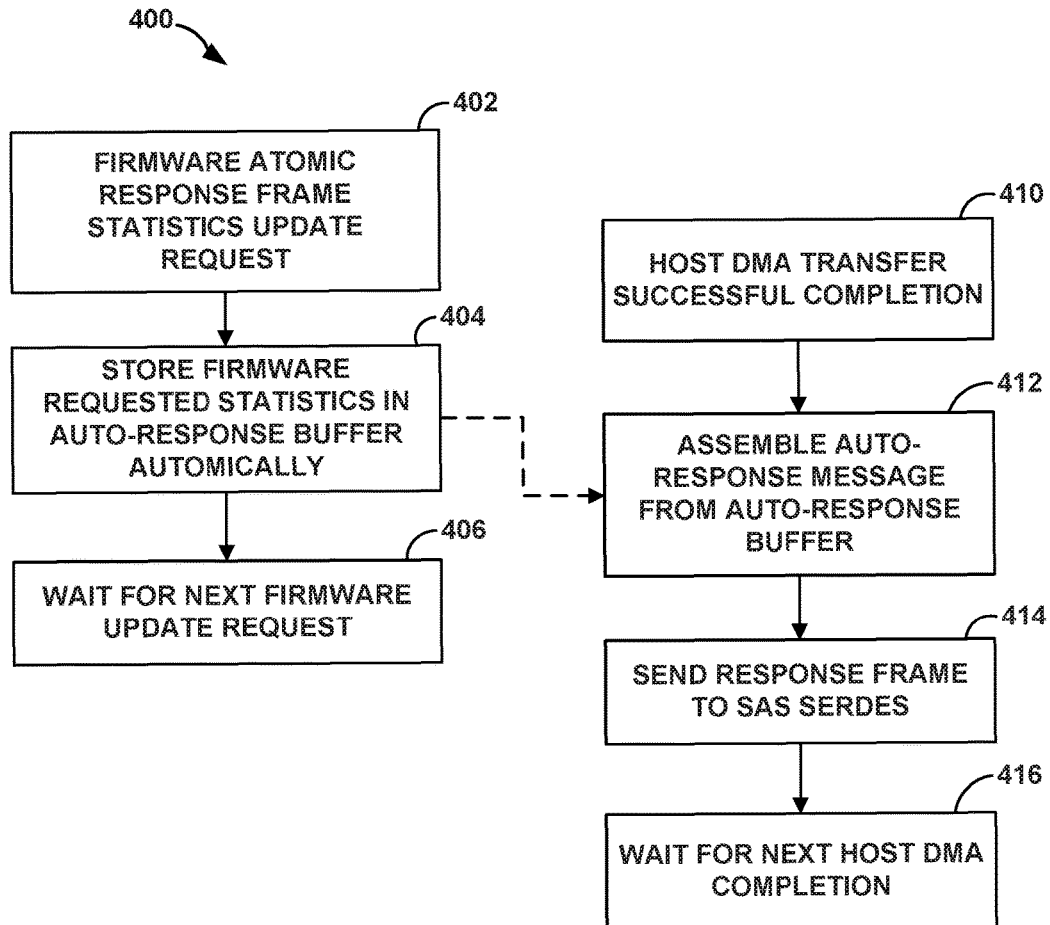 400
402
FIRMWARE ATOMIC
RESPONSE FRAME
STATISTICS UPDATE
REQUEST
404
STORE FIRMWARE
REQUESTED STATISTICS IN
AUTO-RESPONSE BUFFER
AUTOMICALLY
406
WAIT FOR NEXT FIRMWARE
UPDATE REQUEST
410
HOST DMA TRANSFER
SUCCESSFUL COMPLETION
412
ASSEMBLE AUTO-
RESPONSE MESSAGE
FROM AUTO-RESPONSE
BUFFER
414
SEND RESPONSE FRAME
TO SAS SERDES
416
WAIT FOR NEXT HOST DMA
COMPLETION